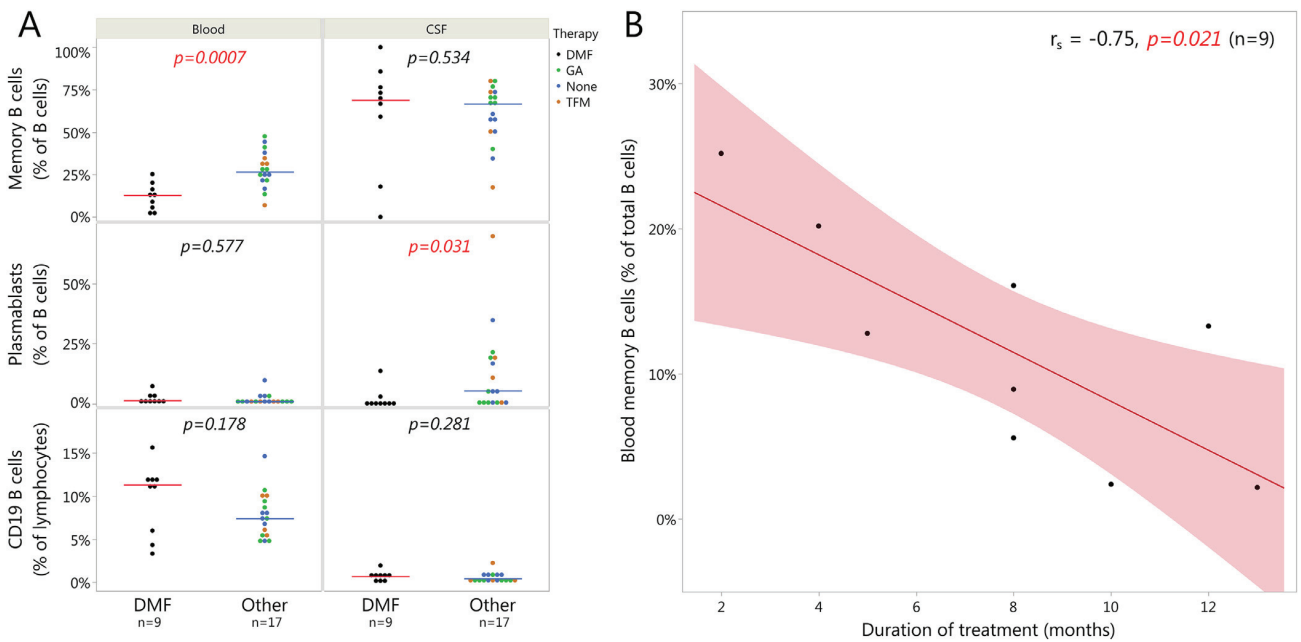 A
Blood
CSF
Therapy
DMF
GA
None
TFM
Memory B cells
(% of B cells)
100%
75%
50%
25%
0%
p=0.0007
p=0.534
Plasmablasts
(% of B cells)
50%
25%
0%
p=0.577
p=0.031
CD19 B cells
(% of lymphocytes)
15%
10%
5%
0%
p=0.178
p=0.281
DMF
n=9
Other
n=17
DMF
n=9
Other
n=17
B
rs = -0.75, p=0.021 (n=9)
Blood memory B cells (% of total B cells)
30%
20%
10%
0%
2 4 6 8 10 12
Duration of treatment (months)